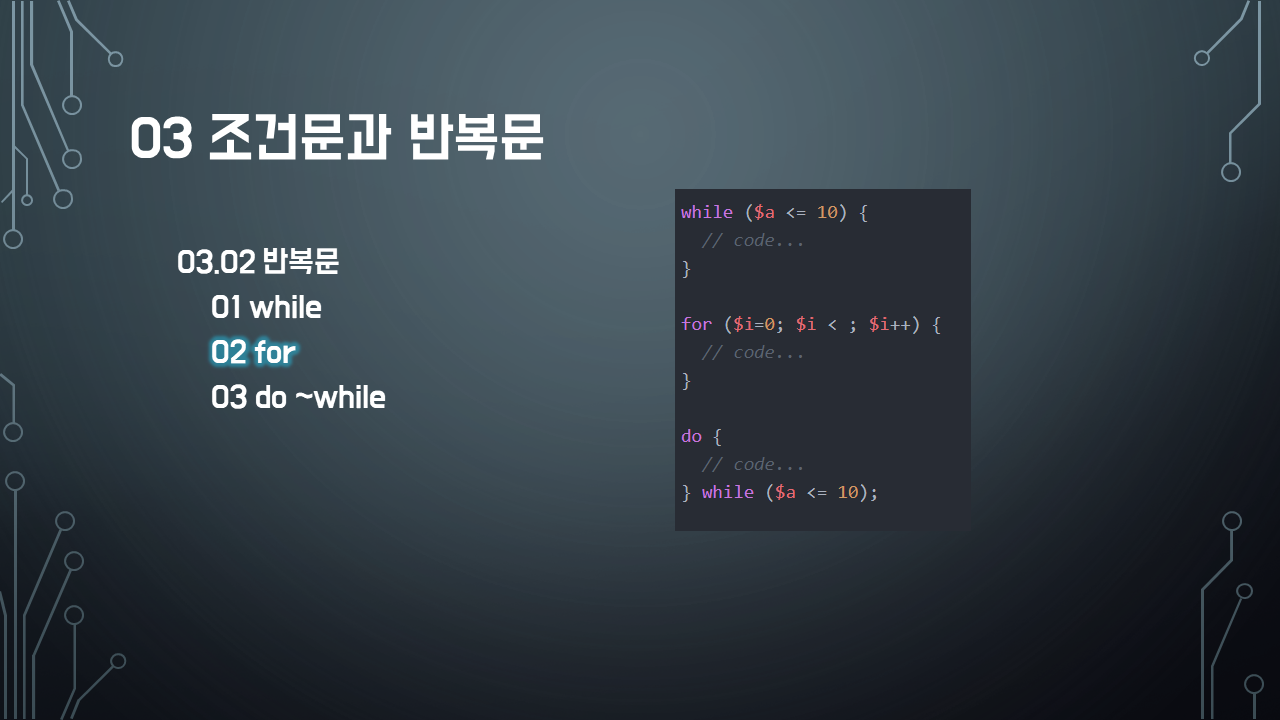 03 조건문과 반복문
03.02 반복문
01 while
02 for
03 do ~while
while ($a <= 10) {
  // code...
}
for ($i=0; $i < ; $i++) {
  // code...
}
do {
  // code...
} while ($a <= 10);